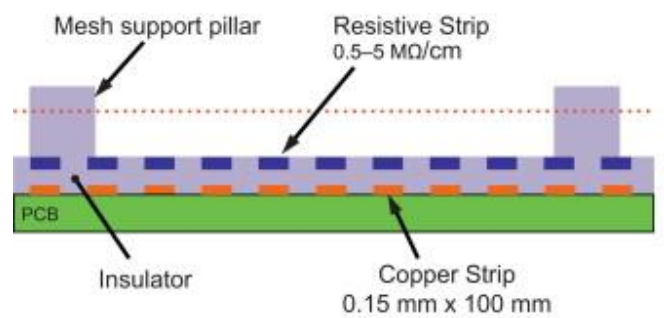 Mesh support pillar
Resistive Strip
0.5–5 MΩ/cm
PCB
Insulator
Copper Strip
0.15 mm x 100 mm